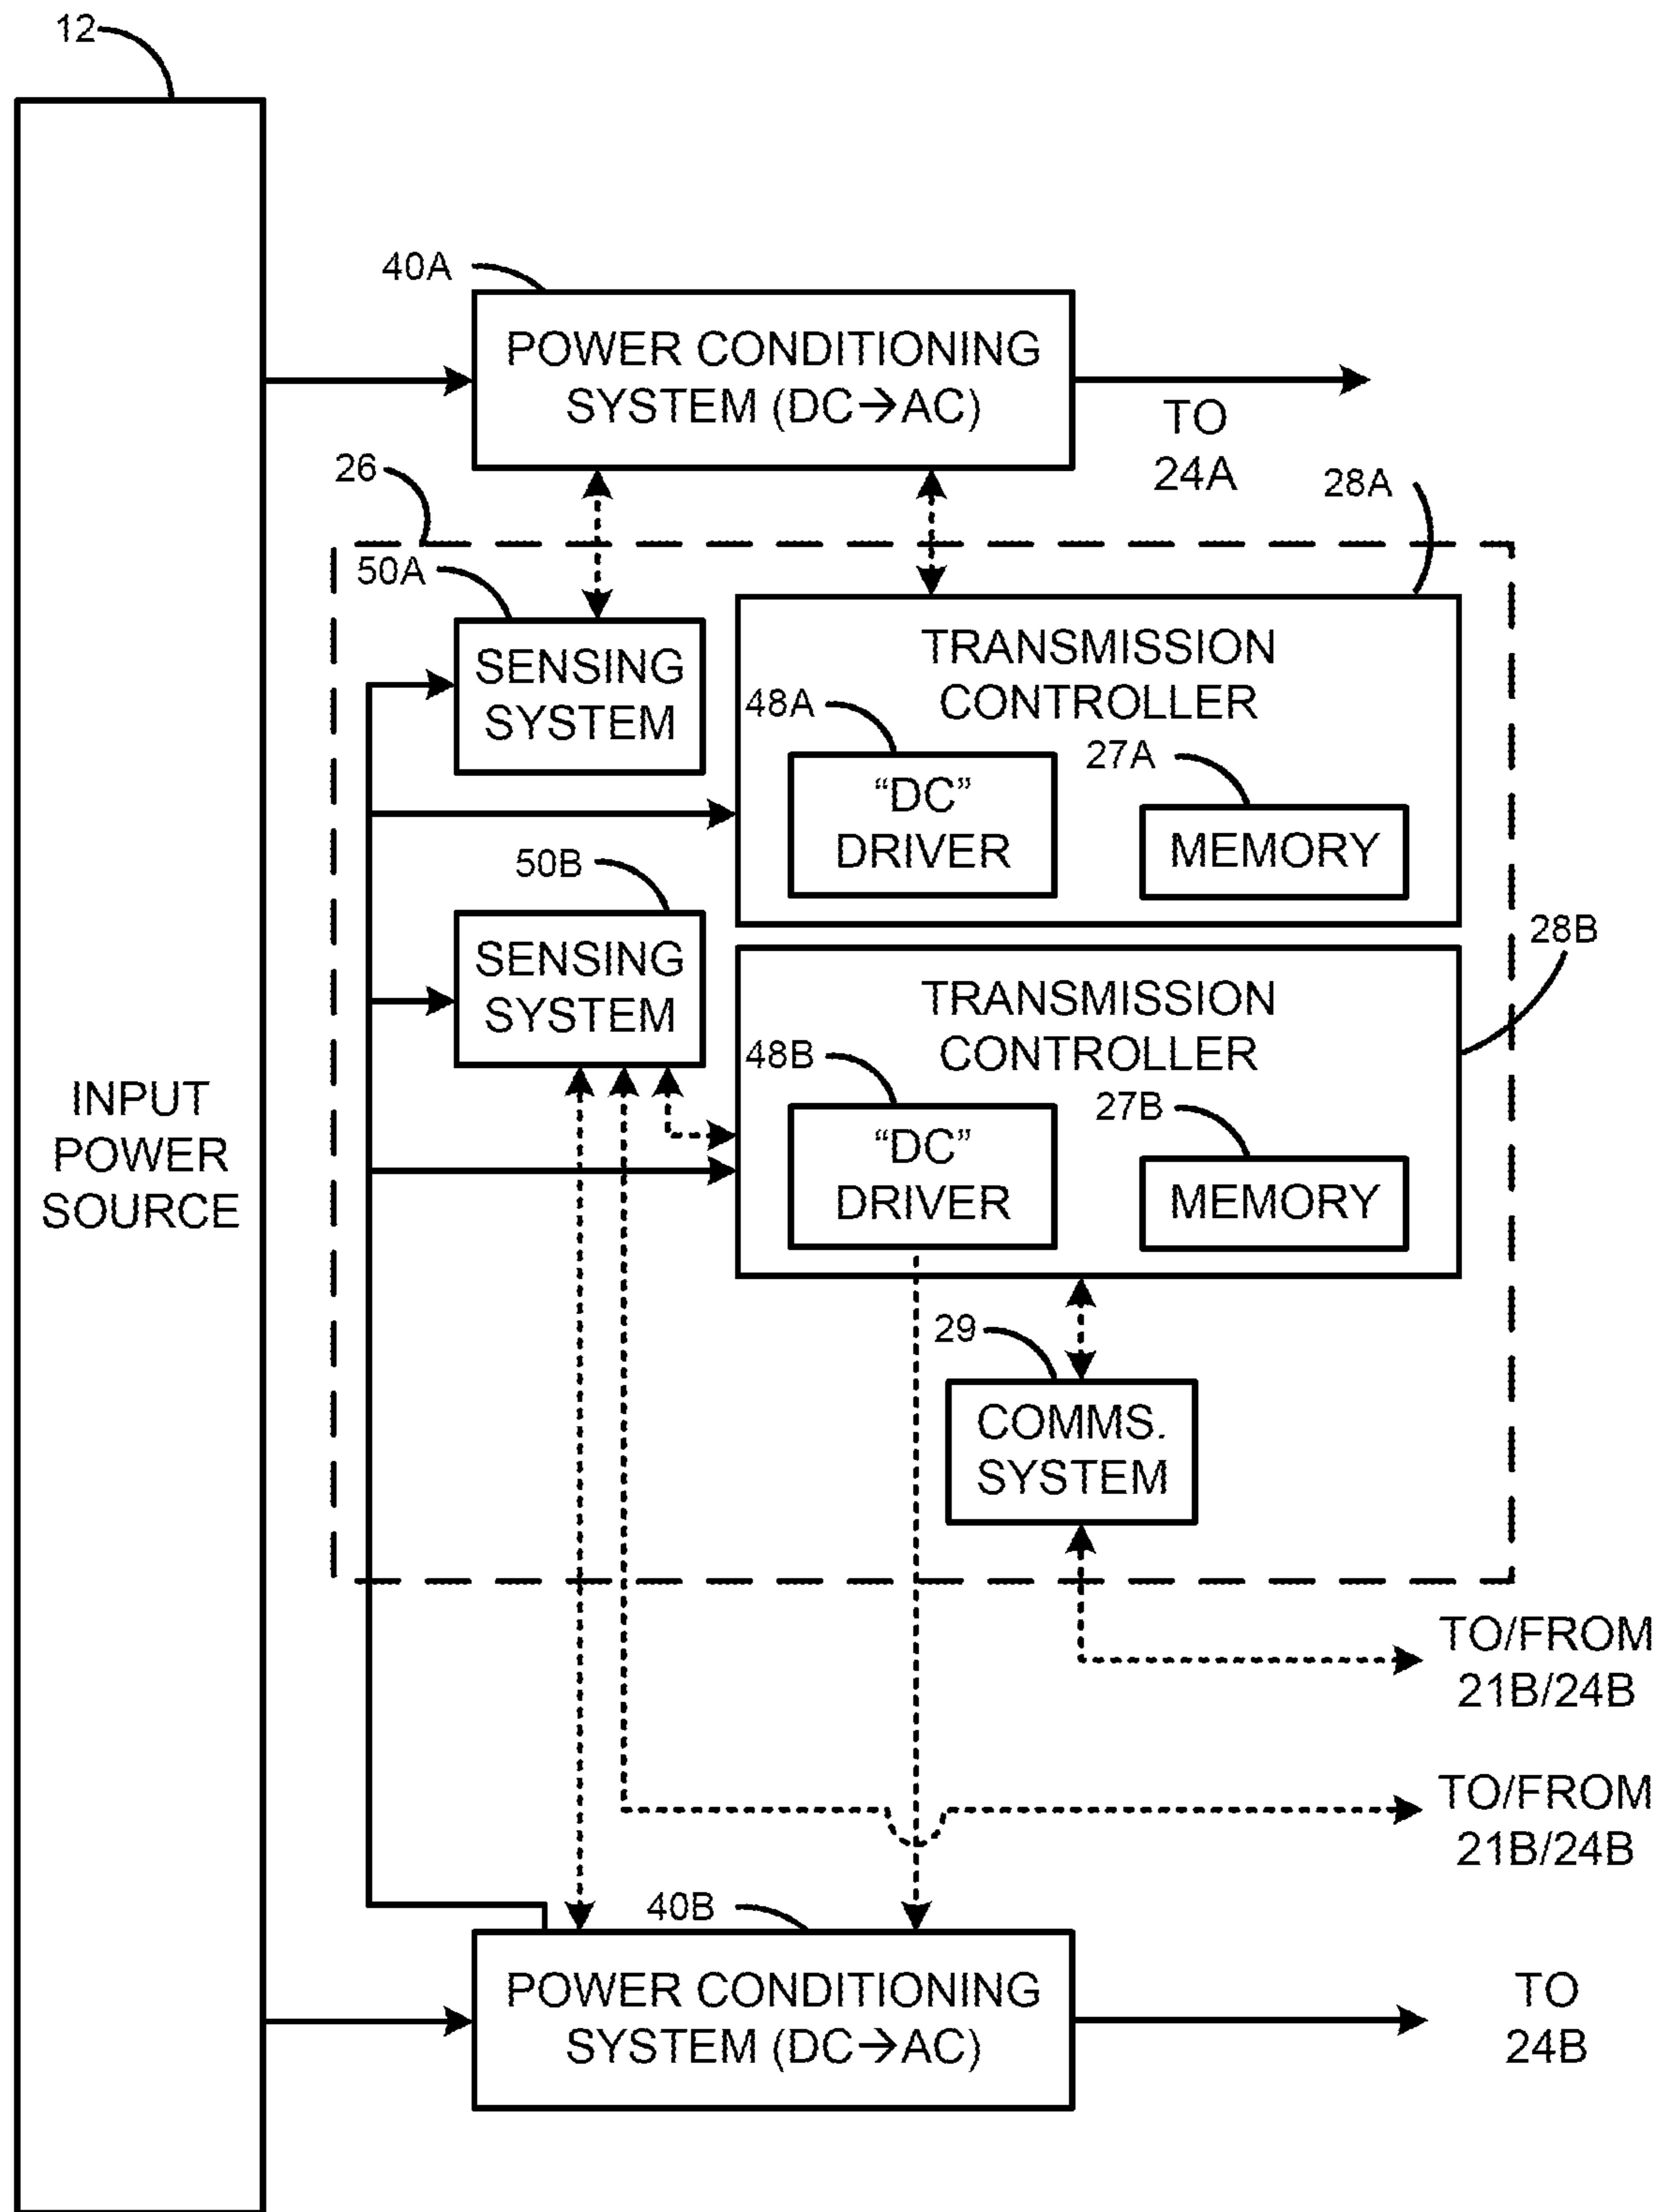 12
40A
POWER CONDITIONING
SYSTEM (DC→AC)
TO
24A
26
28A
50A
SENSING
SYSTEM
TRANSMISSION
CONTROLLER
48A
27A
“DC”
DRIVER
MEMORY
50B
28B
SENSING
SYSTEM
TRANSMISSION
CONTROLLER
48B
27B
“DC”
DRIVER
MEMORY
INPUT
POWER
SOURCE
29
COMMS.
SYSTEM
TO/FROM
21B/24B
TO/FROM
21B/24B
40B
POWER CONDITIONING
SYSTEM (DC→AC)
TO
24B